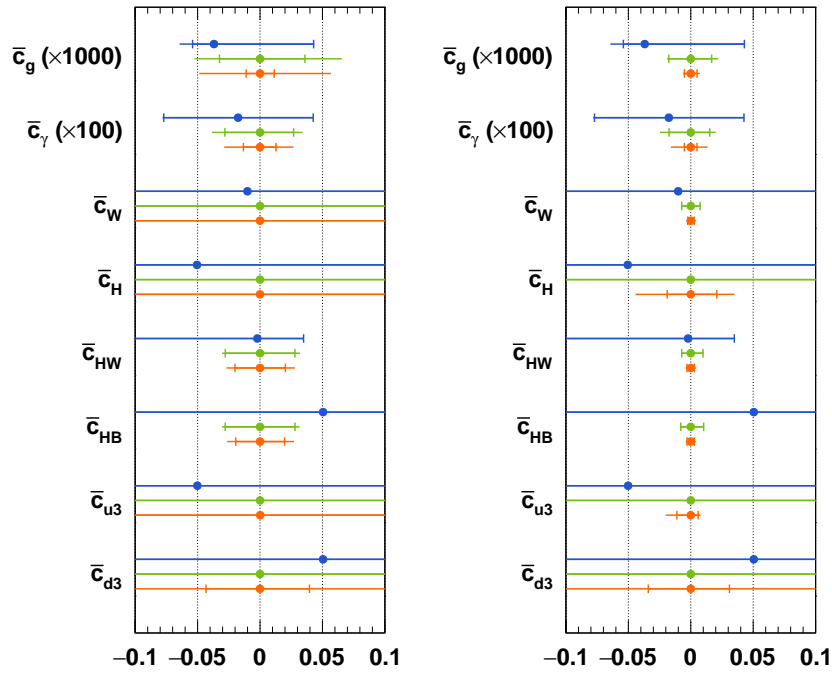 c̄g (×1000)
c̄γ (×100)
c̄W
c̄H
c̄HW
c̄HB
c̄u3
c̄d3
−0.1 −0.05 0 0.05 0.1
c̄g (×1000)
c̄γ (×100)
c̄W
c̄H
c̄HW
c̄HB
c̄u3
c̄d3
−0.1 −0.05 0 0.05 0.1